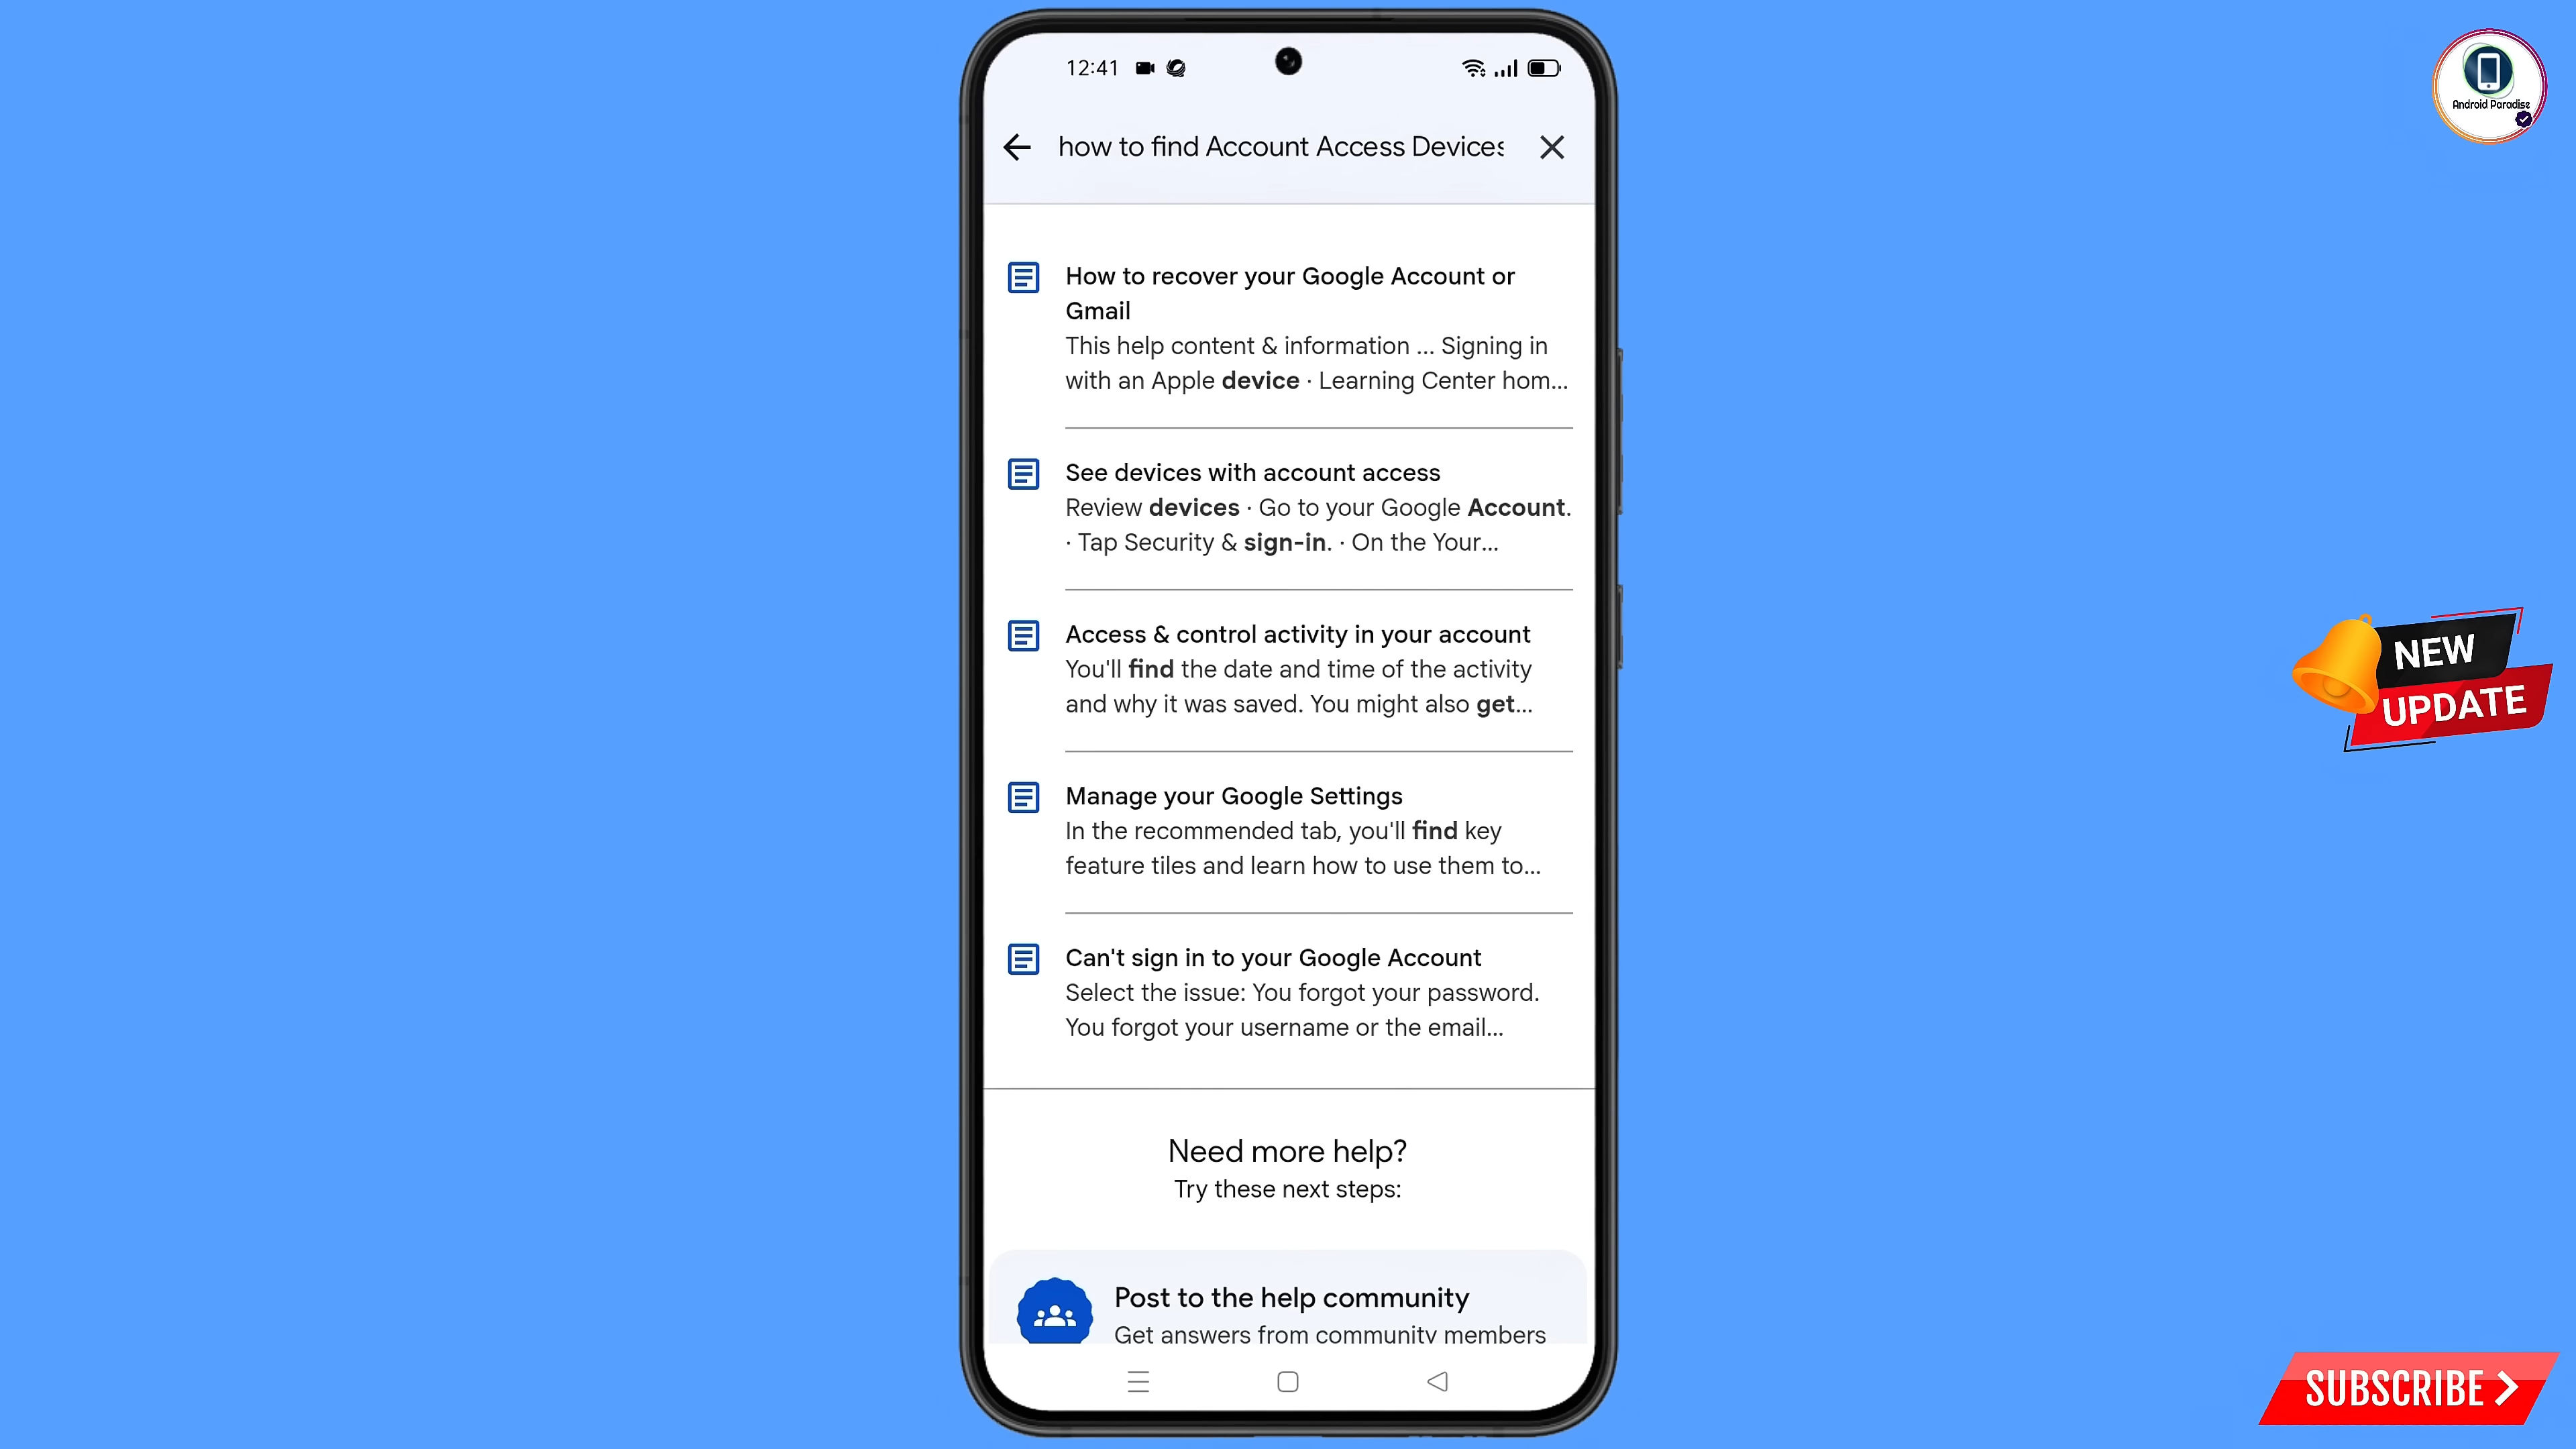 12:41
how to find Account Access Devices
How to recover your Google Account or
Gmail
This help content & information ... Signing in
with an Apple device · Learning Center hom...
See devices with account access
Review devices · Go to your Google Account.
· Tap Security & sign-in. · On the Your...
Access & control activity in your account
You'll find the date and time of the activity
and why it was saved. You might also get...
Manage your Google Settings
In the recommended tab, you'll find key
feature tiles and learn how to use them to...
Can't sign in to your Google Account
Select the issue: You forgot your password.
You forgot your username or the email...
Need more help?
Try these next steps:
Post to the help community
Get answers from community members
Android Paradise
NEW
UPDATE
SUBSCRIBE